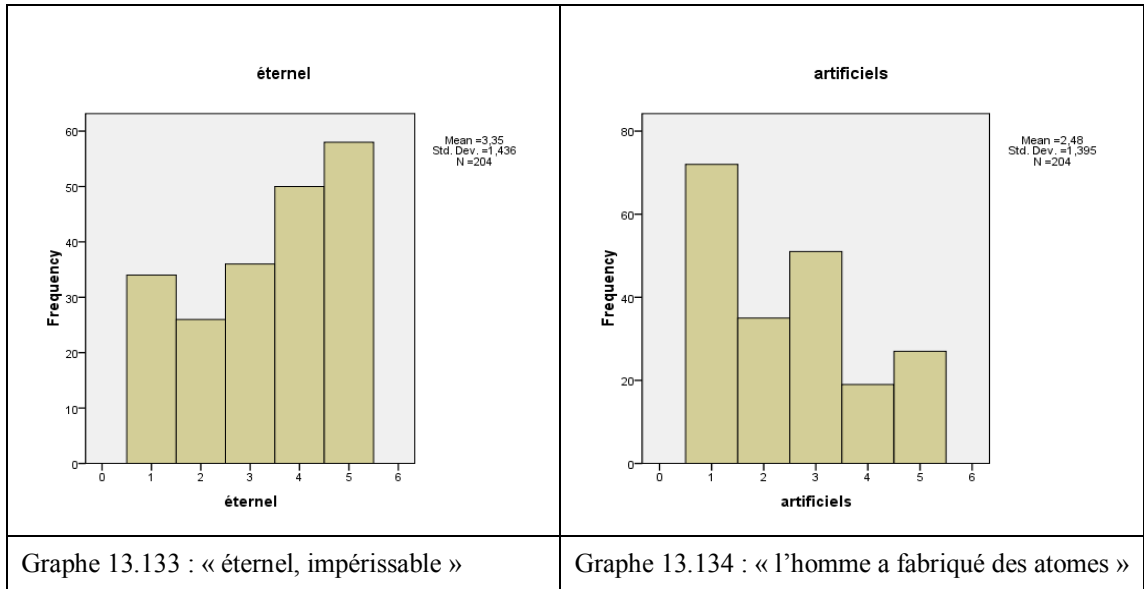 éternel
60
50
40
30
20
10
0
Frequency
0 1 2 3 4 5 6
éternel
Mean =3,35
Std. Dev. =1,436
N =204
Graphe 13.133 : « éternel, impérissable »
artificiels
80
60
40
20
0
Frequency
0 1 2 3 4 5 6
artificiels
Mean =2,48
Std. Dev. =1,395
N =204
Graphe 13.134 : « l’homme a fabriqué des atomes »